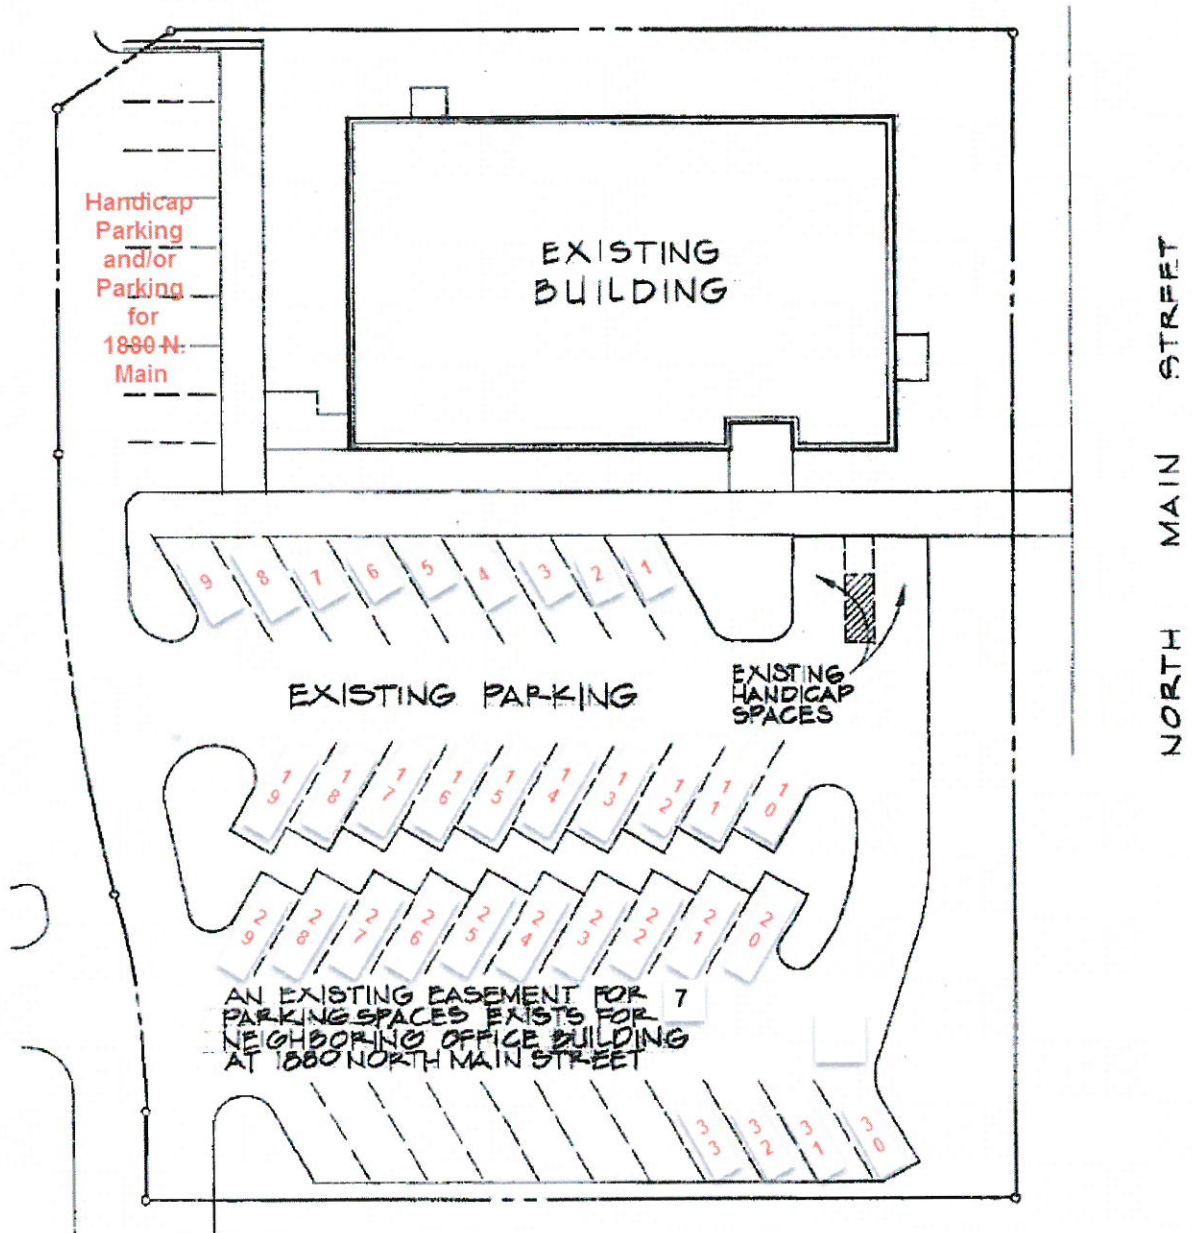 Handicap
Parking
and/or
Parking
for
1880 N.
Main
EXISTING
BUILDING
NORTH MAIN STREET
9 8 7 6 5 4 3 2 1
EXISTING PARKING
EXISTING
HANDICAP
SPACES
19 18 17 16 15 14 13 12 11 10
29 28 27 26 25 24 23 22 21 20
AN EXISTING EASEMENT FOR 7
PARKING SPACES EXISTS FOR
NEIGHBORING OFFICE BUILDING
AT 1880 NORTH MAIN STREET
33 32 31 30